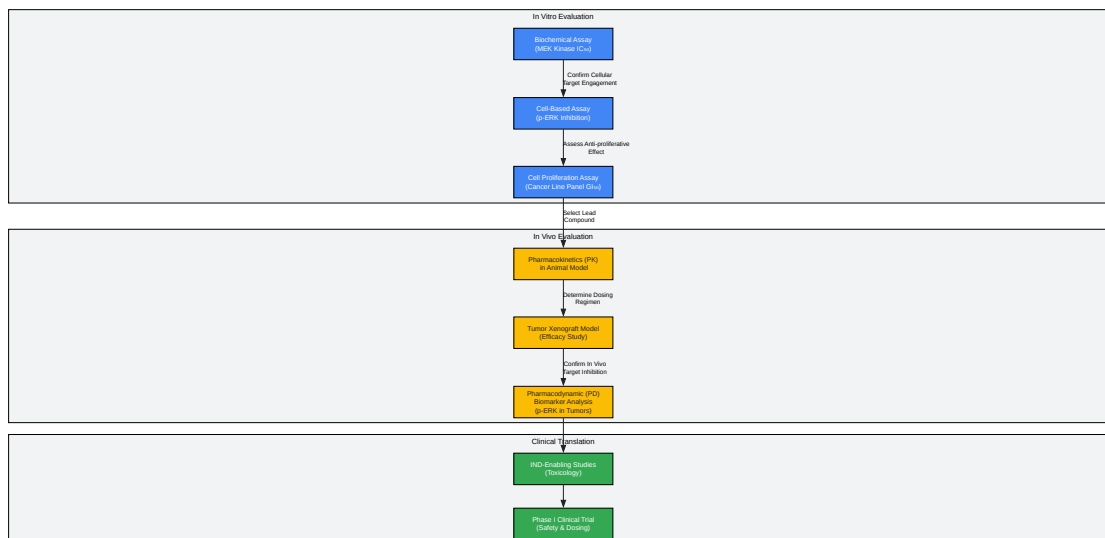 In Vitro Evaluation
Biochemical Assay
(MEK Kinase IC₅₀)
Confirm Cellular
Target Engagement
Cell-Based Assay
(p-ERK Inhibition)
Assess Anti-proliferative
Effect
Cell Proliferation Assay
(Cancer Line Panel GI₅₀)
Select Lead
Compound
In Vivo Evaluation
Pharmacokinetics (PK)
in Animal Model
Determine Dosing
Regimen
Tumor Xenograft Model
(Efficacy Study)
Confirm In Vivo
Target Inhibition
Pharmacodynamic (PD)
Biomarker Analysis
(p-ERK in Tumors)
Clinical Translation
IND-Enabling Studies
(Toxicology)
Phase I Clinical Trial
(Safety & Dosing)